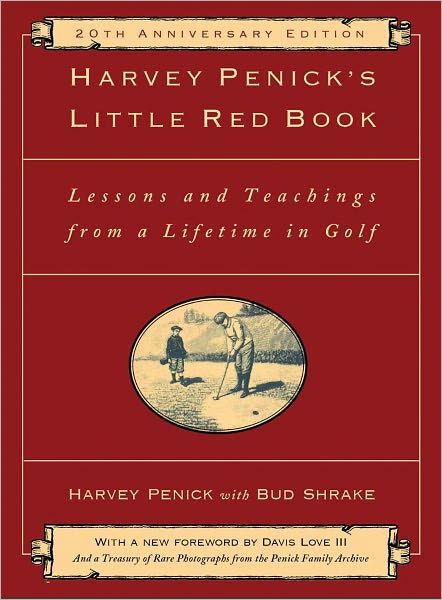 20TH ANNIVERSARY EDITION
HARVEY PENICK'S
LITTLE RED BOOK
Lessons and Teachings
from a Lifetime in Golf
HARVEY PENICK with BUD SHRAKE
WITH A NEW FOREWORD BY DAVIS LOVE III
And a Treasury of Rare Photographs from the Penick Family Archive